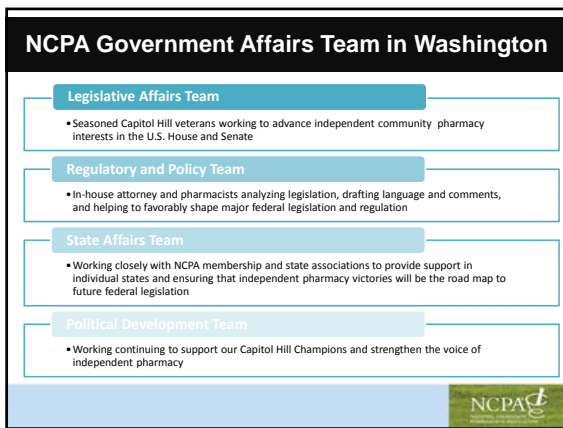 NCPA Government Affairs Team in Washington
Legislative Affairs Team
•Seasoned Capitol Hill veterans working to advance independent community pharmacy
interests in the U.S. House and Senate
Regulatory and Policy Team
•In-house attorney and pharmacists analyzing legislation, drafting language and comments,
and helping to favorably shape major federal legislation and regulation
State Affairs Team
•Working closely with NCPA membership and state associations to provide support in
individual states and ensuring that independent pharmacy victories will be the road map to
future federal legislation
Political Development Team
•Working continuing to support our Capitol Hill Champions and strengthen the voice of
independent pharmacy
NCPA